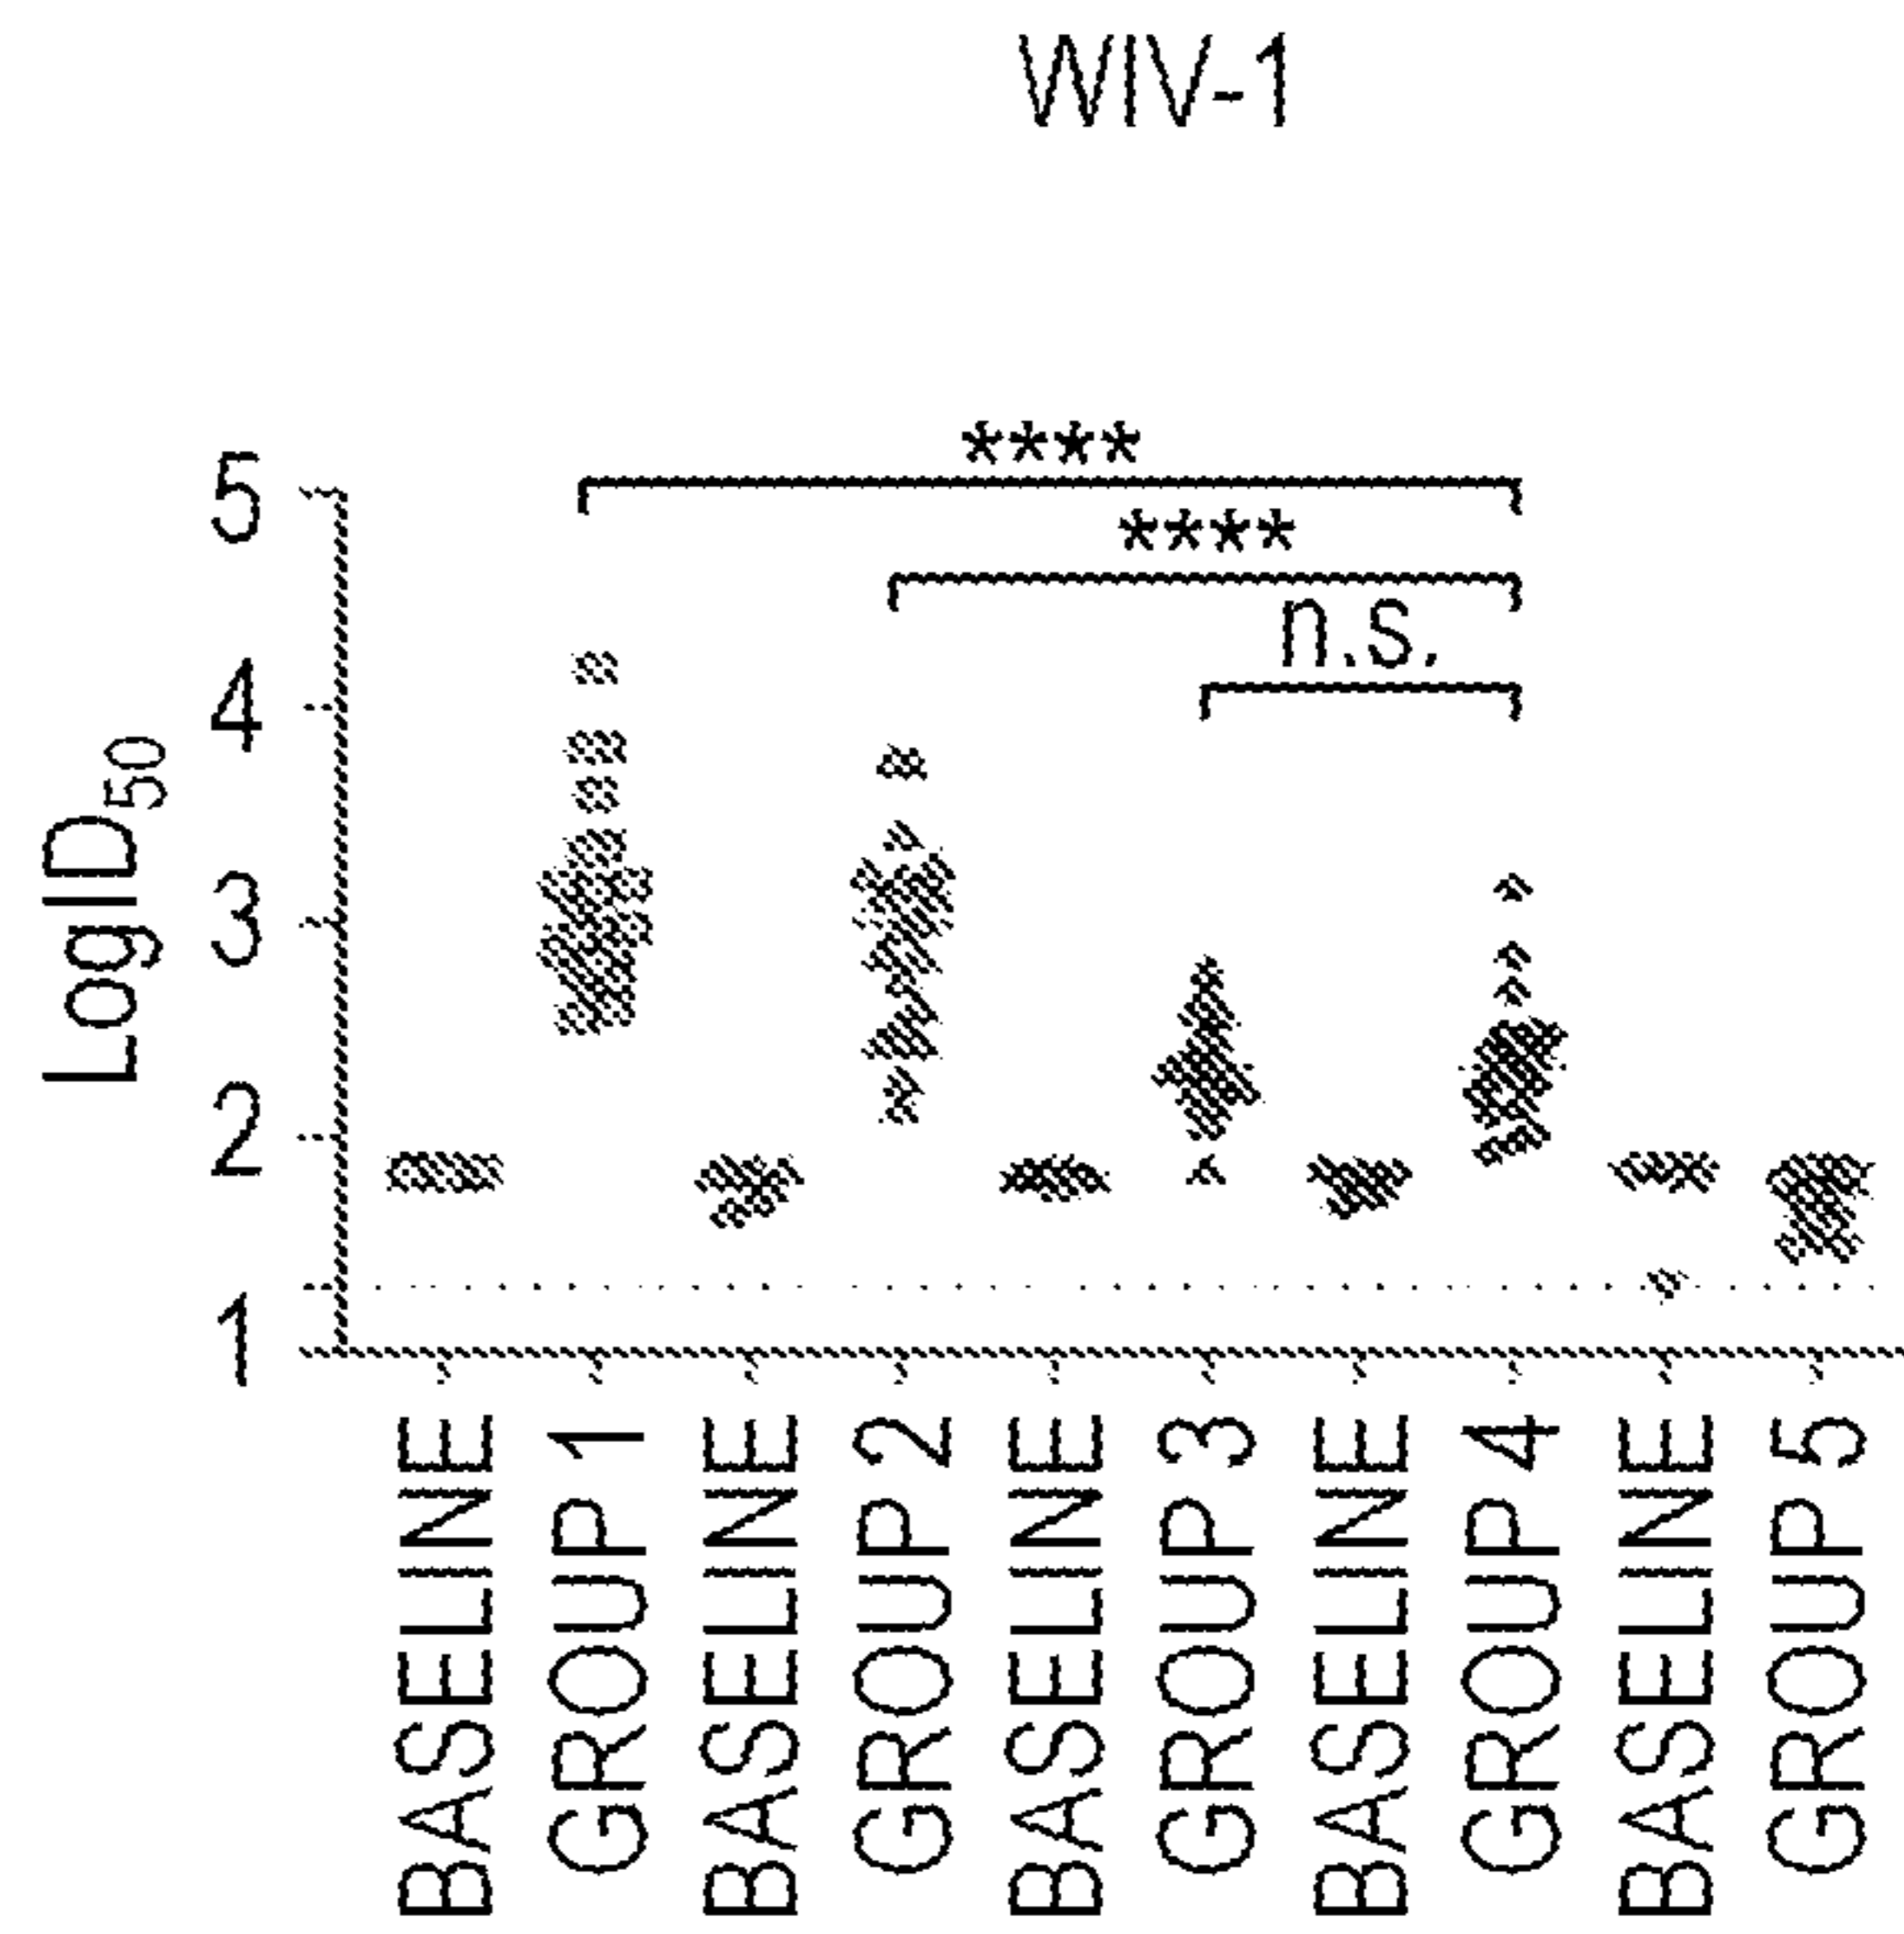 WIV-1
****
****
n.s.
LogID50
5
4
3
2
1
BASELINE
GROUP 1
BASELINE
GROUP 2
BASELINE
GROUP 3
BASELINE
GROUP 4
BASELINE
GROUP 5